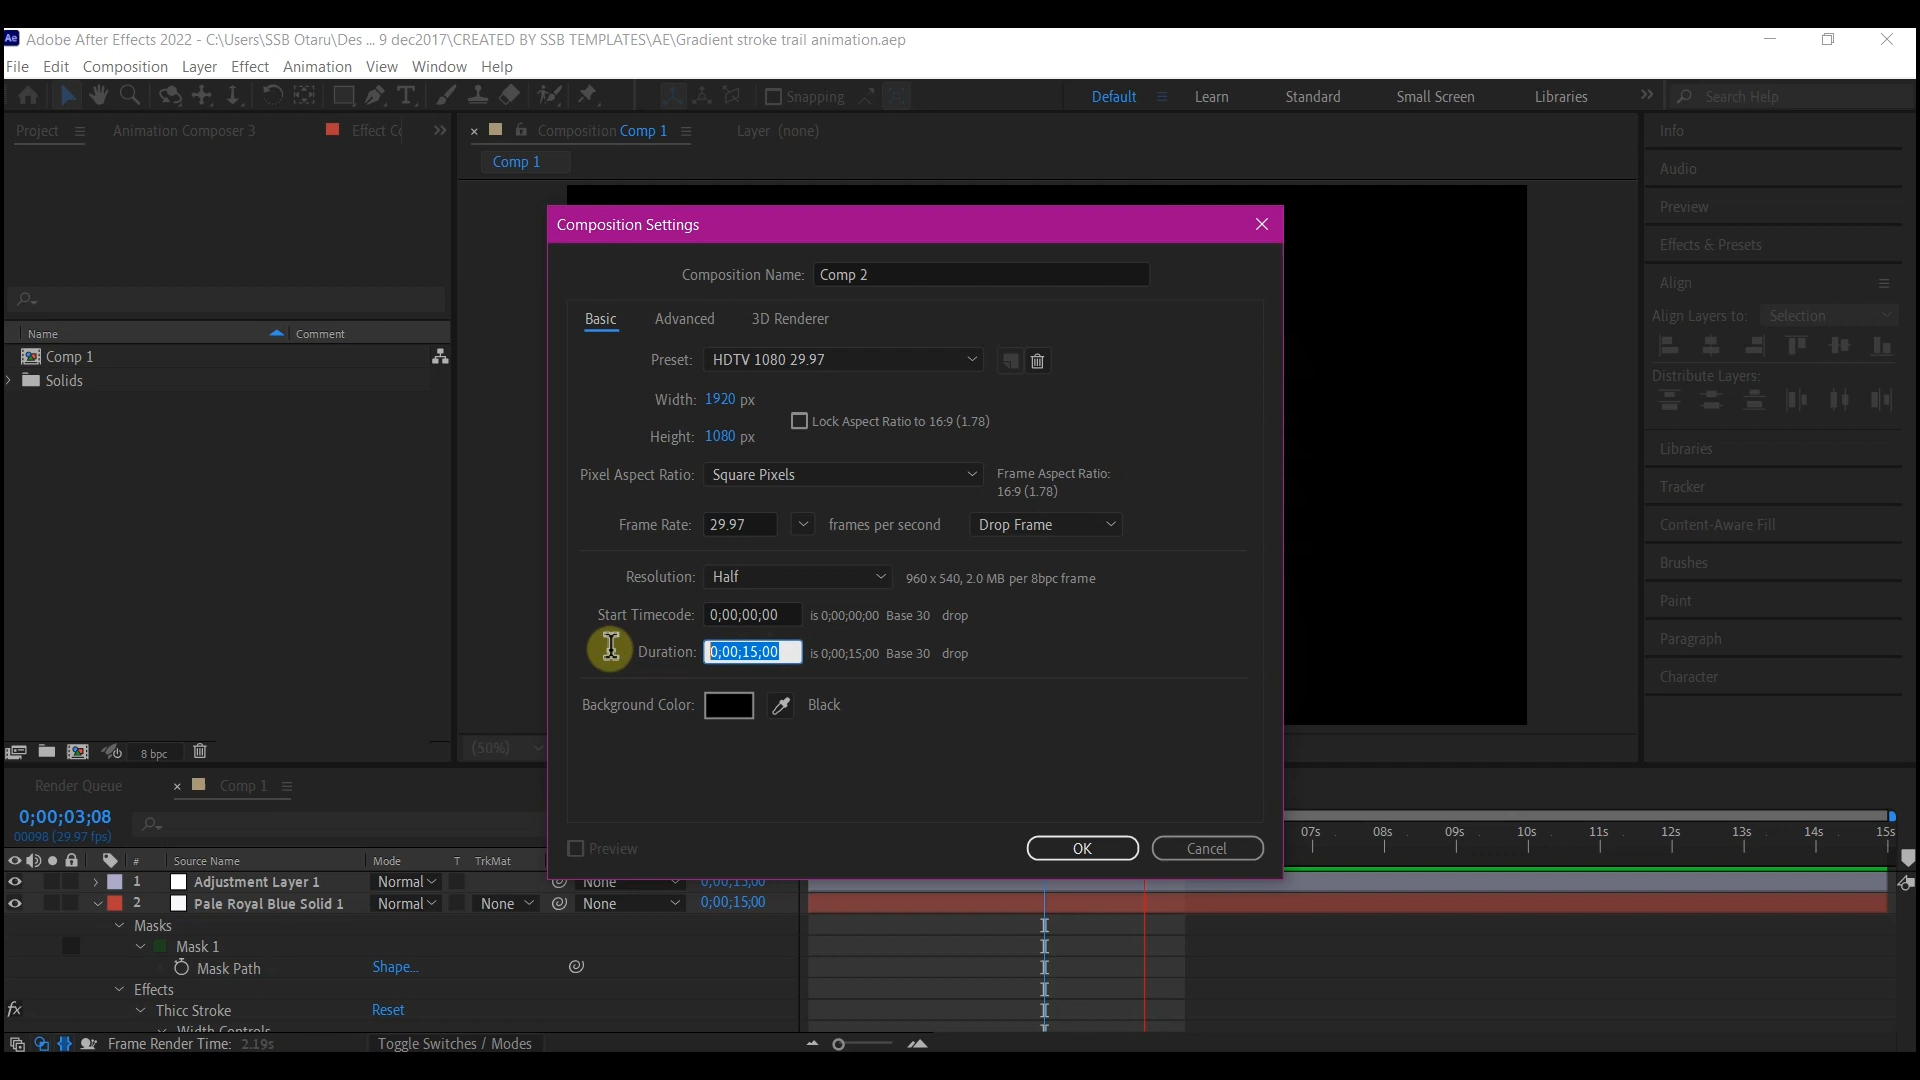 Ae Adobe After Effects 2022 - C:\Users\SSB Otaru\Des ... 9 dec2017\CREATED BY SSB TEMPLATES\AE\Gradient stroke trail animation.aep
File Edit Composition Layer Effect Animation View Window Help
Snapping Default Learn Standard Small Screen Libraries Search Help
Project Animation Composer 3 Effect Co Composition Comp 1 Layer (none) Info
Comp 1
Audio
Preview
Composition Settings
Effects & Presets
Composition Name: Comp 2
Align
Align Layers to: Selection
Basic Advanced 3D Renderer
Name Comment
Comp 1
Preset: HDTV 1080 29.97
Distribute Layers:
Solids
Width: 1920 px
Lock Aspect Ratio to 16:9 (1.78)
Height: 1080 px
Libraries
Pixel Aspect Ratio: Square Pixels Frame Aspect Ratio:
16:9 (1.78)
Tracker
Frame Rate: 29.97 frames per second Drop Frame
Content-Aware Fill
Brushes
Resolution: Half 960 x 540, 2.0 MB per 8bpc frame
Paint
Start Timecode: 0;00;00;00 is 0;00;00;00 Base 30 drop
Paragraph
Duration: 0;00;15;00 is 0;00;15;00 Base 30 drop
Character
Background Color: Black
8 bpc (50%)
Render Queue Comp 1
0;00;03;08
00098 (29.97 fps)
07s 08s 09s 10s 11s 12s 13s 14s 15s
Preview OK Cancel
# Source Name Mode T TrkMat
1 Adjustment Layer 1 Normal None 0;00;15;00
2 Pale Royal Blue Solid 1 Normal None None 0;00;15;00
Masks
Mask 1
Mask Path Shape...
Effects
fx Thicc Stroke Reset
Width Controls
Frame Render Time: 2.19s Toggle Switches / Modes